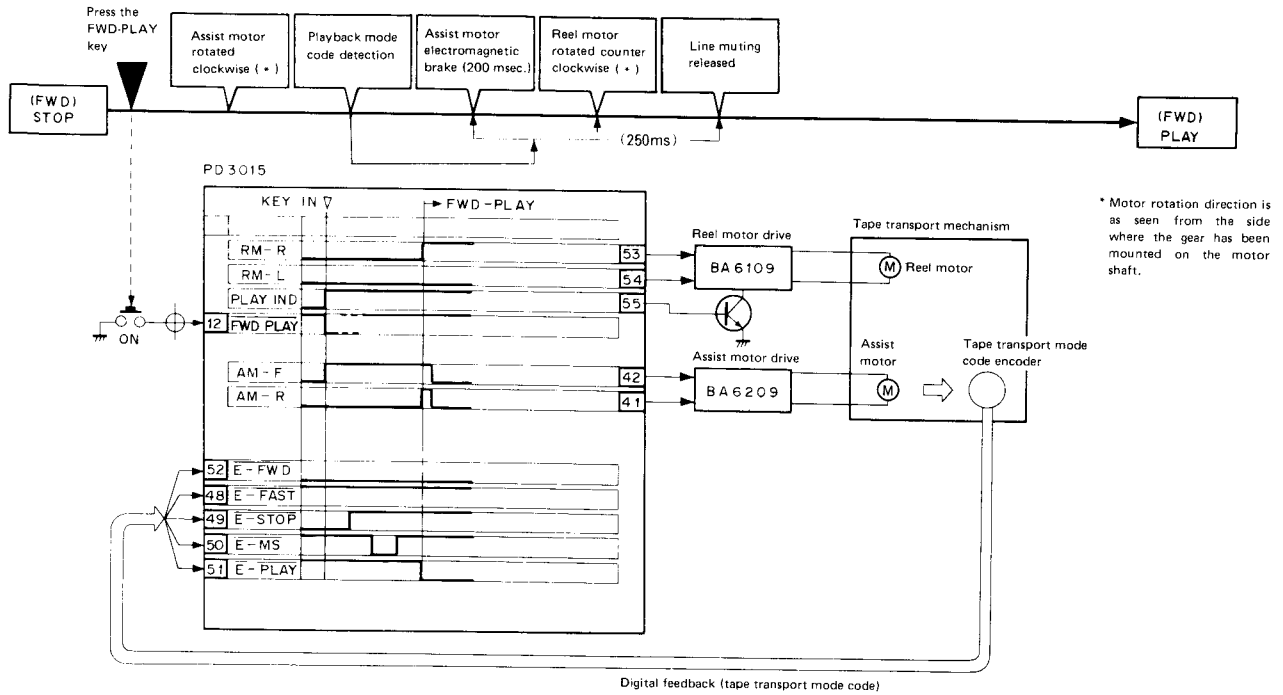 Press the
FWD-PLAY
key
Assist motor
rotated
clockwise ( * )
Playback mode
code detection
Assist motor
electromagnetic
brake (200 msec.)
Reel motor
rotated counter
clockwise ( * )
Line muting
released
(FWD)
STOP
(250ms)
(FWD)
PLAY
PD3015
KEY IN
FWD-PLAY
RM-R
53
RM-L
54
PLAY IND
55
12
FWD PLAY
ON
AM-F
42
AM-R
41
52 E-FWD
48 E-FAST
49 E-STOP
50 E-MS
51 E-PLAY
Reel motor drive
BA6109
Assist motor drive
BA6209
Tape transport mechanism
M
Reel motor
Assist
motor
M
Tape transport mode
code encoder
* Motor rotation direction is
as seen from the side
where the gear has been
mounted on the motor
shaft.
Digital feedback (tape transport mode code)